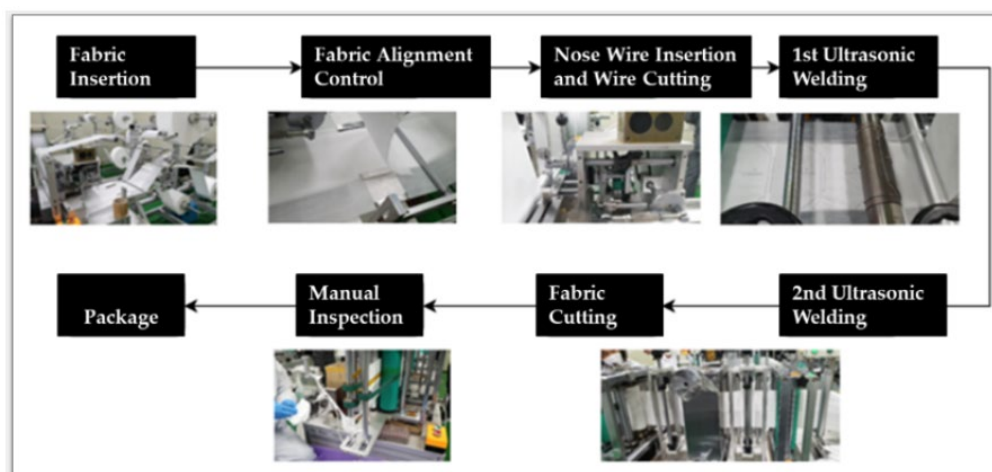 Fabric
Insertion
Fabric Alignment
Control
Nose Wire Insertion
and Wire Cutting
1st Ultrasonic
Welding
Package
Manual
Inspection
Fabric
Cutting
2nd Ultrasonic
Welding